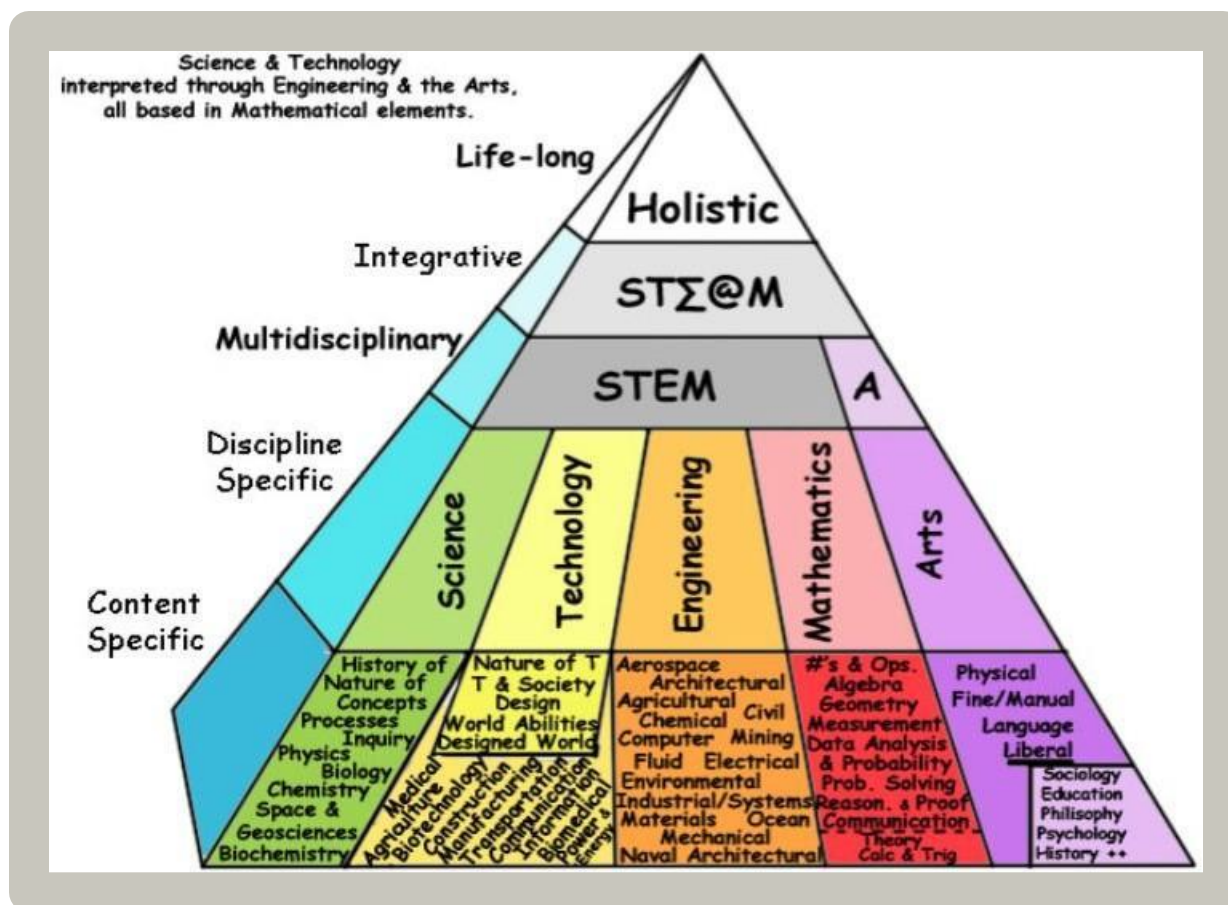 Science & Technology
interpreted through Engineering & the Arts,
all based in Mathematical elements.
Life-long
Holistic
Integrative
STΣ@M
Multidisciplinary
STEM
A
Discipline
Specific
Science
Technology
Engineering
Mathematics
Arts
Content
Specific
History of
Nature of
Concepts
Processes
Inquiry
Physics
Biology
Chemistry
Space &
Geosciences
Biochemistry
Nature of T
T & Society
Design
World Abilities
Designed World
Medical
Agriculture
Biotechnology
Construction
Manufacturing
Transportation
Communication
Information
Biomedical
Power &
Energy
Aerospace
Architectural
Agricultural
Chemical Civil
Computer Mining
Fluid Electrical
Environmental
Industrial/Systems
Materials Ocean
Mechanical
Naval Architectural
#'s & Ops.
Algebra
Geometry
Measurement
Data Analysis
& Probability
Prob. Solving
Reason. & Proof
Communication
Theory
Calc & Trig
Physical
Fine/Manual
Language
Liberal
Sociology
Education
Philisophy
Psychology
History ++